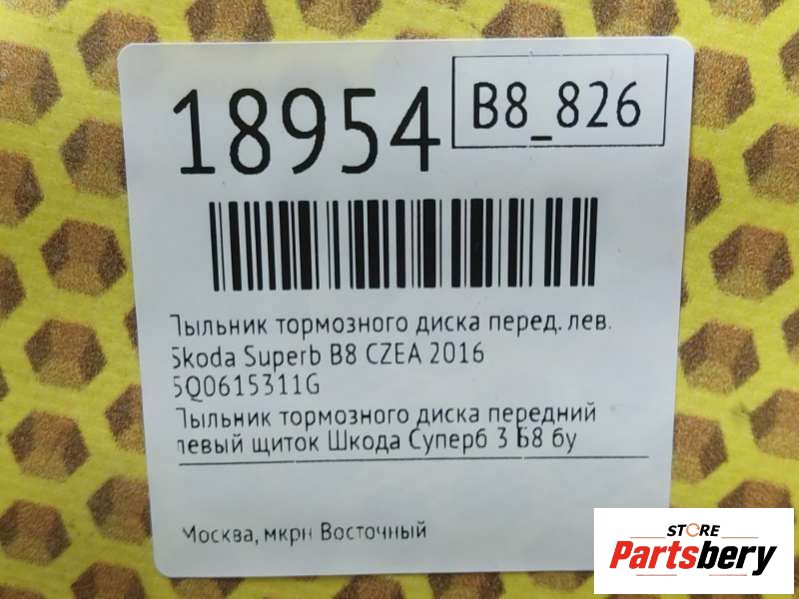 18954
B8_826
Пыльник тормозного диска перед. лев.
Skoda Superb B8 CZEA 2016
5Q0615311G
Пыльник тормозного диска передний
левый щиток Шкода Суперб 3 Б8 бу
Москва, мкрн Восточный
STORE
Partsbery